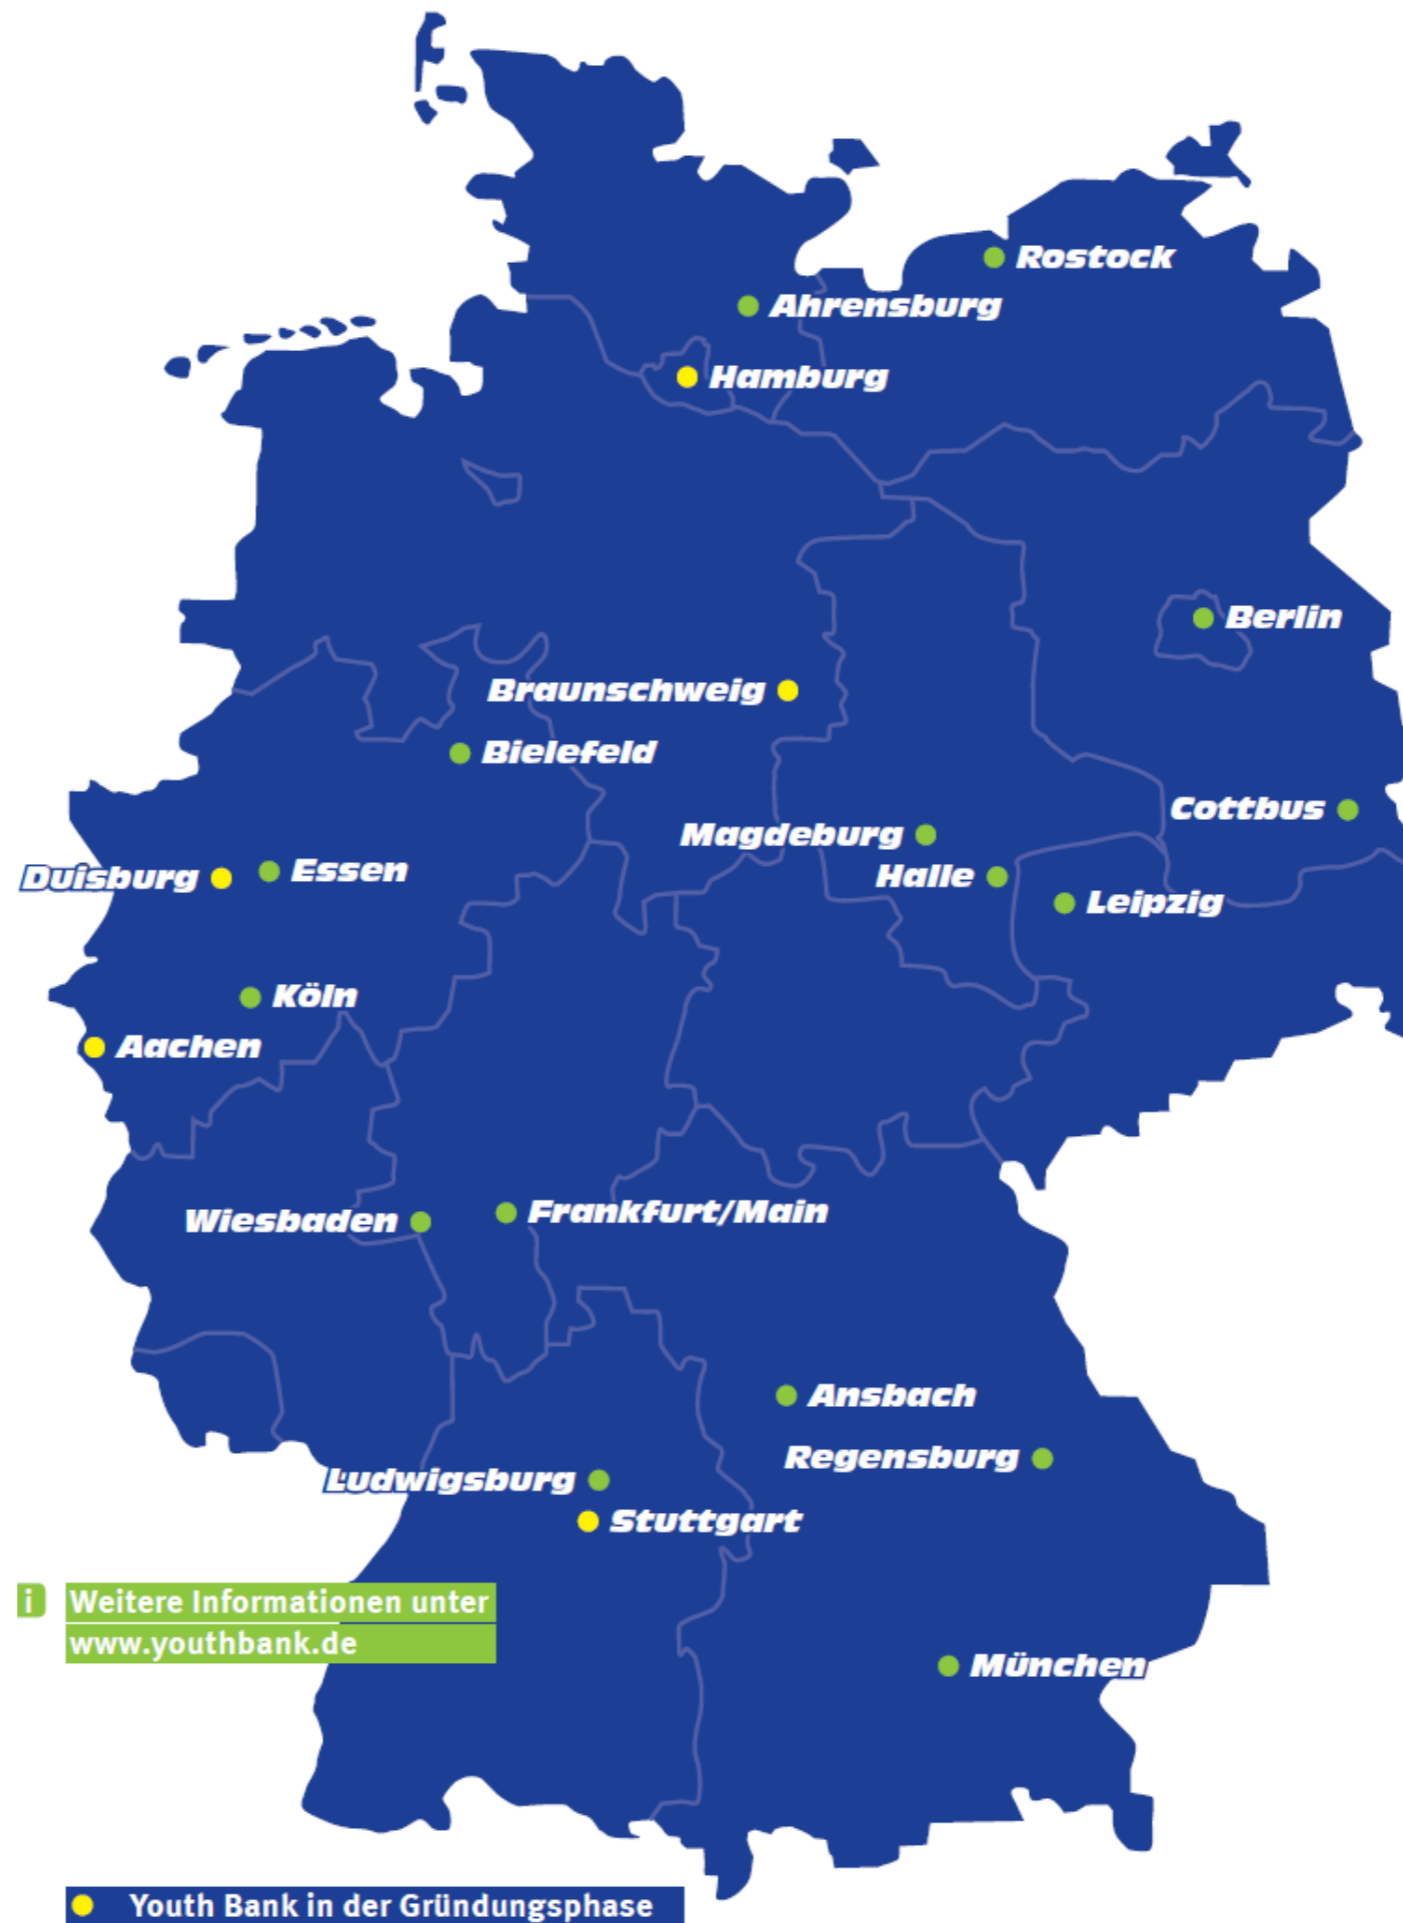 Rostock
Ahrensburg
Hamburg
Berlin
Braunschweig
Bielefeld
Cottbus
Magdeburg
Duisburg
Essen
Halle
Leipzig
Köln
Aachen
Wiesbaden
Frankfurt/Main
Ansbach
Regensburg
Ludwigsburg
Stuttgart
i Weitere Informationen unter
www.youthbank.de
München
Youth Bank in der Gründungsphase